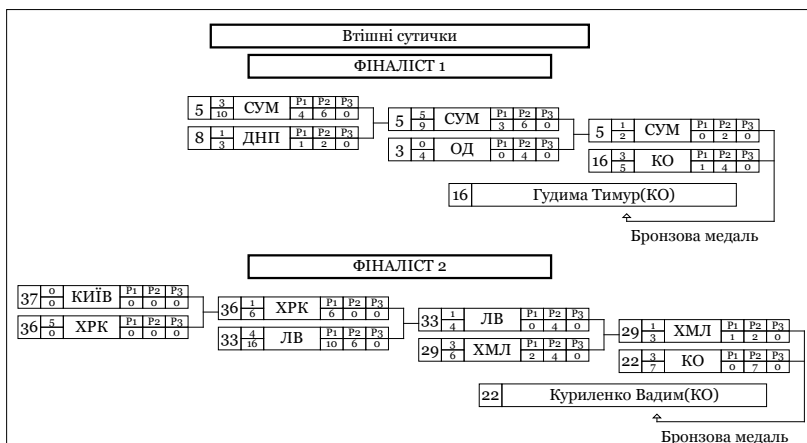 Втішні сутички
ФІНАЛІСТ 1
5 3 10 СУМ P1 P2 P3 4 6 0
8 1 3 ДНП P1 P2 P3 1 2 0
5 5 9 СУМ P1 P2 P3 3 6 0
3 0 4 ОД P1 P2 P3 0 4 0
5 1 2 СУМ P1 P2 P3 0 2 0
16 3 5 КО P1 P2 P3 1 4 0
16 Гудима Тимур(КО)
Бронзова медаль
ФІНАЛІСТ 2
37 0 0 КИЇВ P1 P2 P3 0 0 0
36 5 0 ХРК P1 P2 P3 0 0 0
36 1 6 ХРК P1 P2 P3 6 0 0
33 4 16 ЛВ P1 P2 P3 10 6 0
33 1 4 ЛВ P1 P2 P3 0 4 0
29 3 6 ХМЛ P1 P2 P3 2 4 0
29 1 3 ХМЛ P1 P2 P3 1 2 0
22 3 7 КО P1 P2 P3 0 7 0
22 Куриленко Вадим(КО)
Бронзова медаль